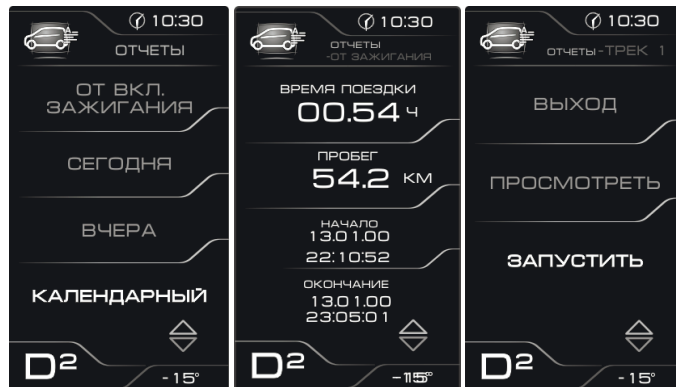 10:30
ОТЧЕТЫ
ОТ ВКЛ.
ЗАЖИГАНИЯ
СЕГОДНЯ
ВЧЕРА
КАЛЕНДАРНЫЙ
D2
-15°
10:30
ОТЧЕТЫ
-ОТ ЗАЖИГАНИЯ
ВРЕМЯ ПОЕЗДКИ
00.54 Ч
ПРОБЕГ
54.2 КМ
НАЧАЛО
13.01.00
22:10:52
ОКОНЧАНИЕ
13.01.00
23:05:01
D2
-15°
10:30
ОТЧЕТЫ-ТРЕК 1
ВЫХОД
ПРОСМОТРЕТЬ
ЗАПУСТИТЬ
D2
-15°